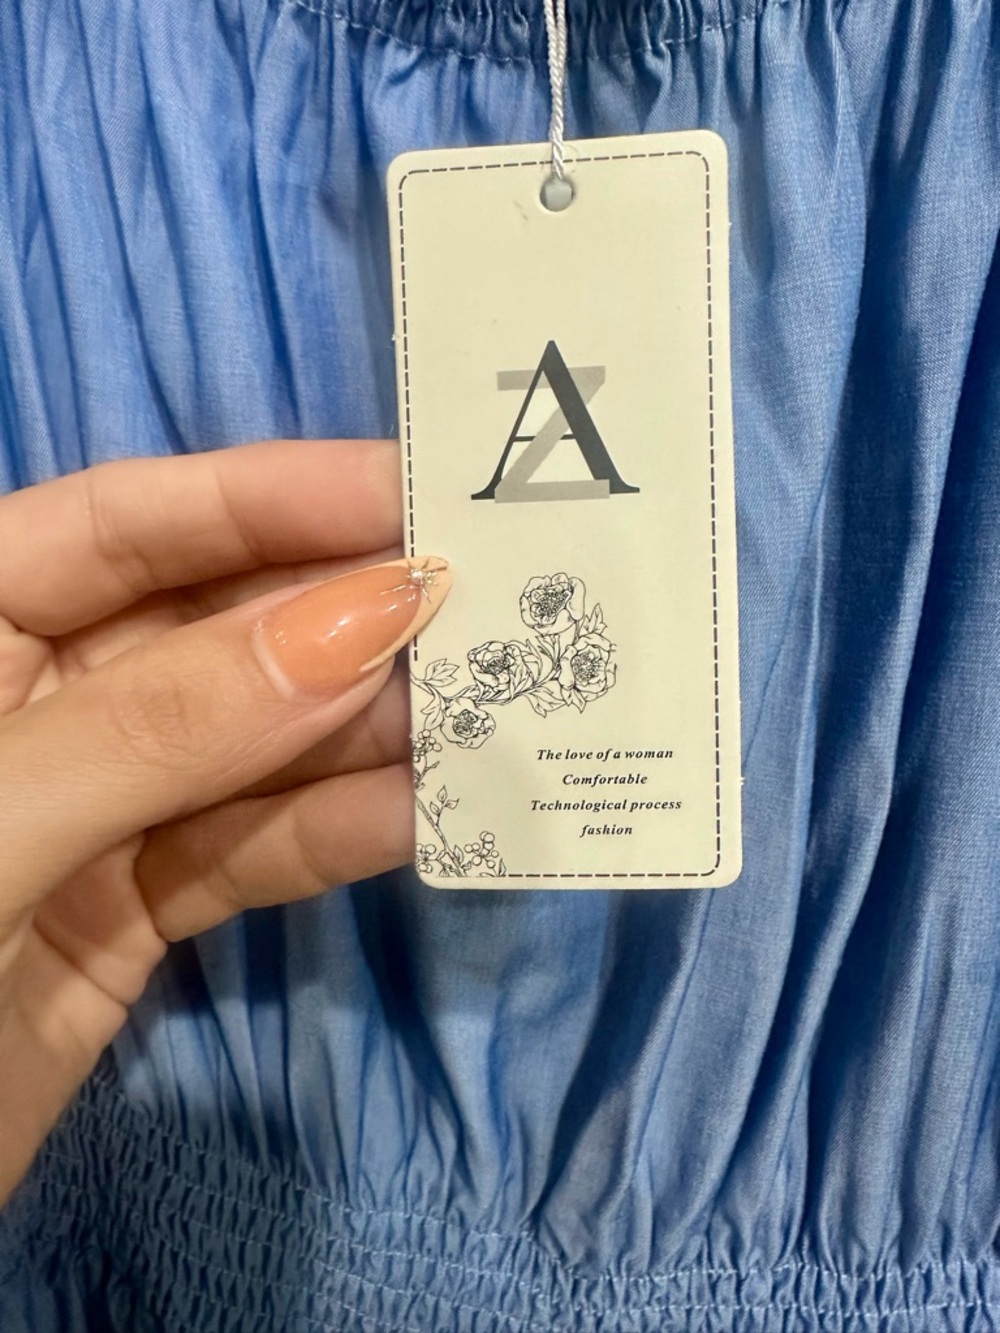 AZ
The love of a woman
Comfortable
Technological process
fashion